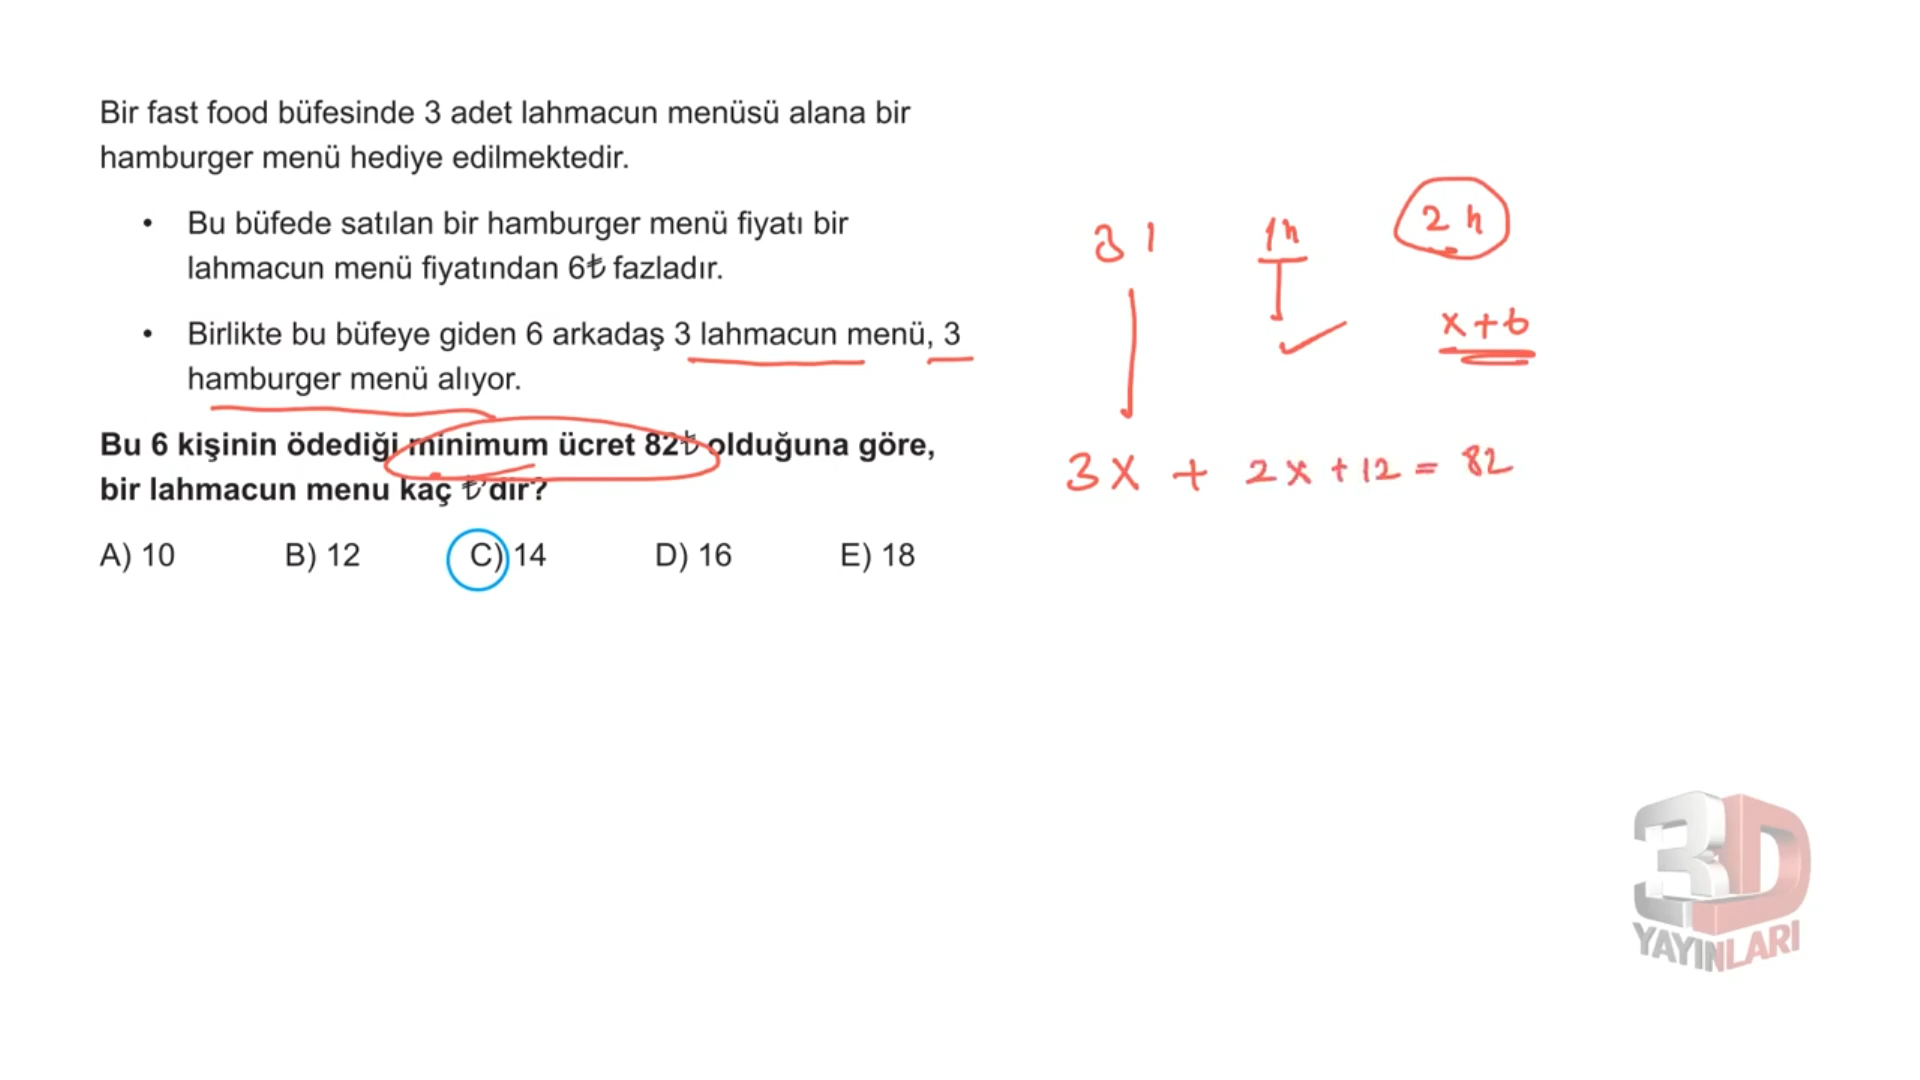 Bir fast food büfesinde 3 adet lahmacun menüsü alana bir
hamburger menü hediye edilmektedir.
• Bu büfede satılan bir hamburger menü fiyatı bir
lahmacun menü fiyatından 6₺ fazladır.
• Birlikte bu büfeye giden 6 arkadaş 3 lahmacun menü, 3
hamburger menü alıyor.
Bu 6 kişinin ödediği minimum ücret 82₺ olduğuna göre,
bir lahmacun menu kaç ₺'dir?
A) 10 B) 12 C) 14 D) 16 E) 18
3 l 1h 2 h
x+6
3x + 2x+12 = 82
3D
YAYINLARI